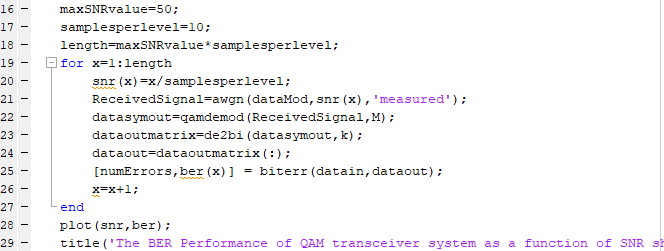 16 - maxSNRvalue=50;
17 - samplesperlevel=10;
18 - length=maxSNRvalue*samplesperlevel;
19 - for x=1:length
20 - snr(x)=x/samplesperlevel;
21 - ReceivedSignal=awgn(dataMod,snr(x),'measured');
22 - datasymout=qamdemod(ReceivedSignal,M);
23 - dataoutmatrix=de2bi(datasymout,k);
24 - dataout=dataoutmatrix(:);
25 - [numErrors,ber(x)] = biterr(datain,dataout);
26 - x=x+1;
27 - end
28 - plot(snr,ber);
29 - title('The BER Performance of QAM transceiver system as a function of SNR